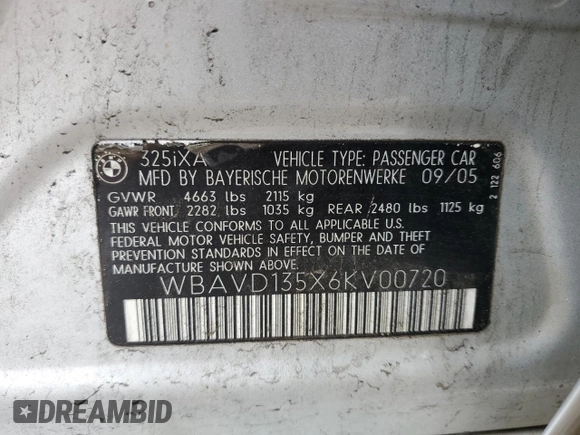 BMW
325iXA VEHICLE TYPE: PASSENGER CAR
MFD BY BAYERISCHE MOTORENWERKE 09/05
GVWR 4663 lbs 2115 kg
GAWR FRONT 2282 lbs 1035 kg REAR 2480 lbs 1125 kg
THIS VEHICLE CONFORMS TO ALL APPLICABLE U.S.
FEDERAL MOTOR VEHICLE SAFETY, BUMPER AND THEFT
PREVENTION STANDARDS IN EFFECT ON THE DATE OF
MANUFACTURE SHOWN ABOVE.
WBAVD135X6KV00720
2 122 606
DREAMBID